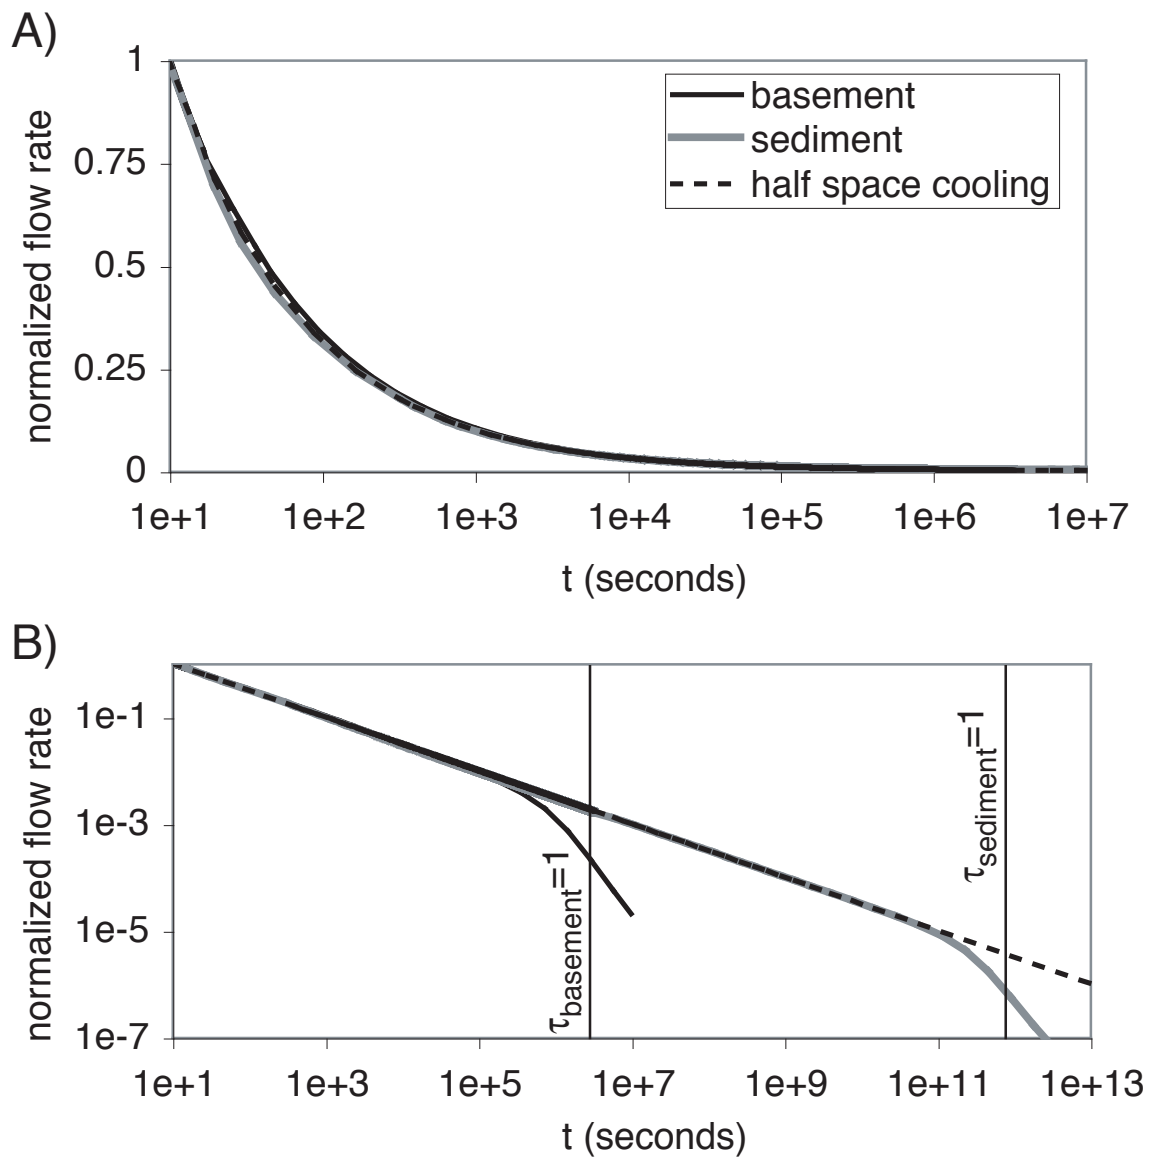 A)
normalized flow rate
1
0.75
0.5
0.25
0
basement
sediment
half space cooling
1e+1 1e+2 1e+3 1e+4 1e+5 1e+6 1e+7
t (seconds)
B)
normalized flow rate
1e-1
1e-3
1e-5
1e-7
τbasement=1
τsediment=1
1e+1 1e+3 1e+5 1e+7 1e+9 1e+11 1e+13
t (seconds)